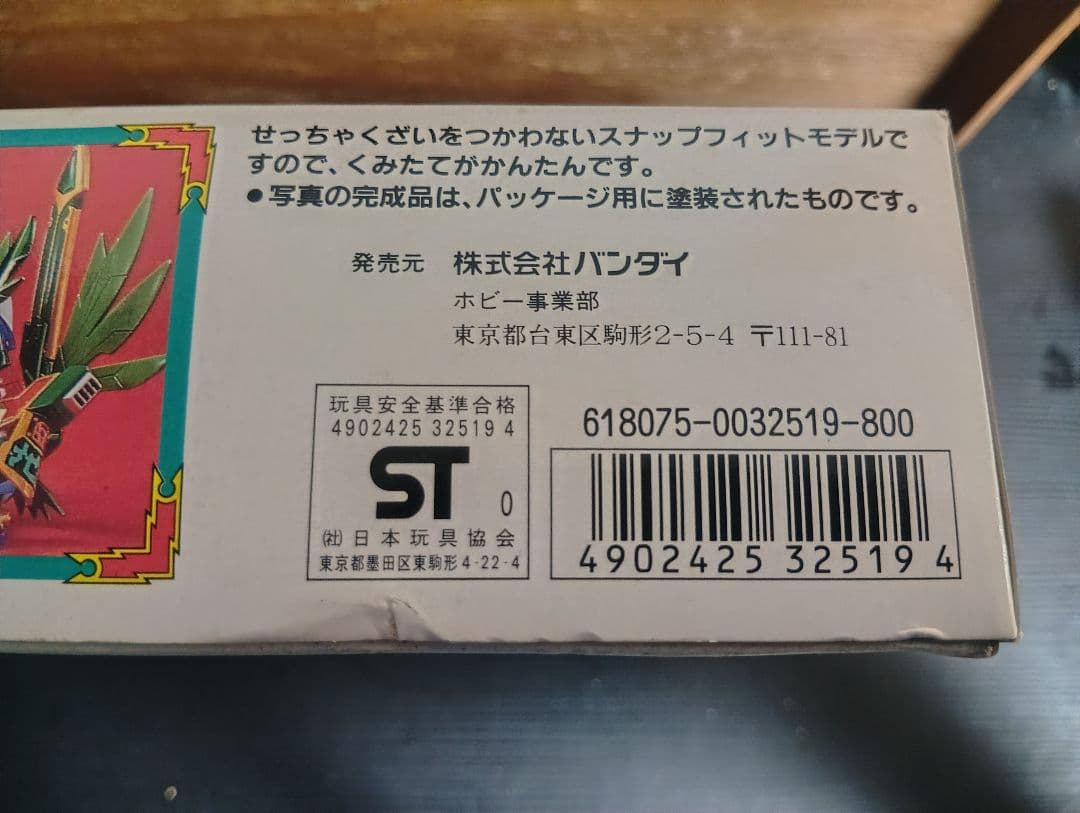 せっちゃくざいをつかわないスナップフィットモデルで
すので、くみたてがかんたんです。
●写真の完成品は、パッケージ用に塗装されたものです。
発売元 株式会社バンダイ
ホビー事業部
東京都台東区駒形2-5-4 〒111-81
玩具安全基準合格
4902425 32519 4
ST 0
(社)日本玩具協会
東京都墨田区東駒形4-22-4
618075-0032519-800
4902425 325194